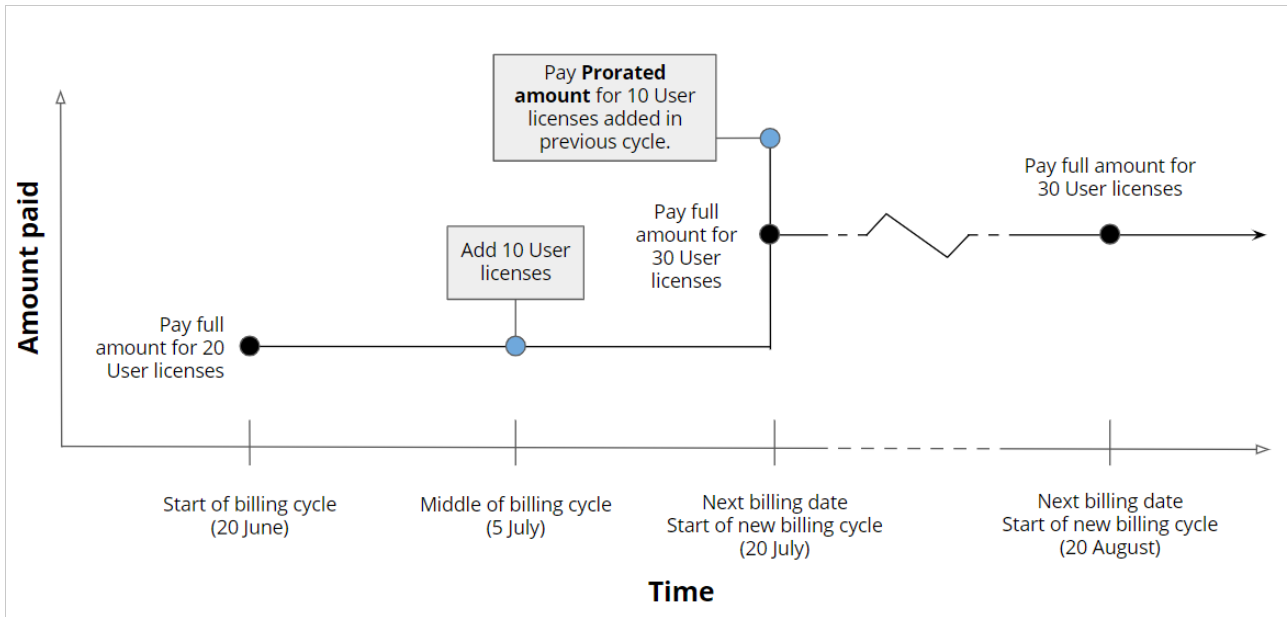 Pay Prorated
amount for 10 User
licenses added in
previous cycle.
Pay full amount for
30 User licenses
Amount paid
Add 10 User
licenses
Pay full
amount for
30 User
licenses
Pay full
amount for 20
User licenses
Start of billing cycle
(20 June)
Middle of billing cycle
(5 July)
Next billing date
Start of new billing cycle
(20 July)
Next billing date
Start of new billing cycle
(20 August)
Time